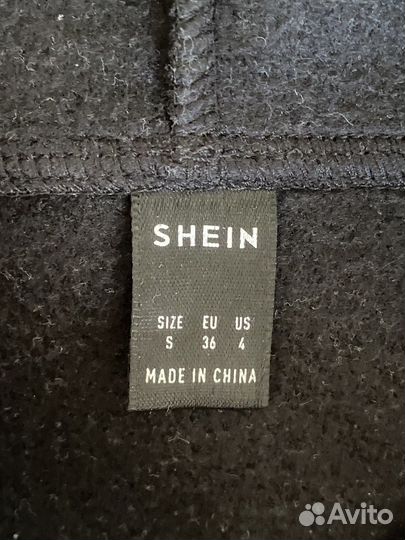 SHEIN
SIZE EU US
S 36 4
MADE IN CHINA
Avito